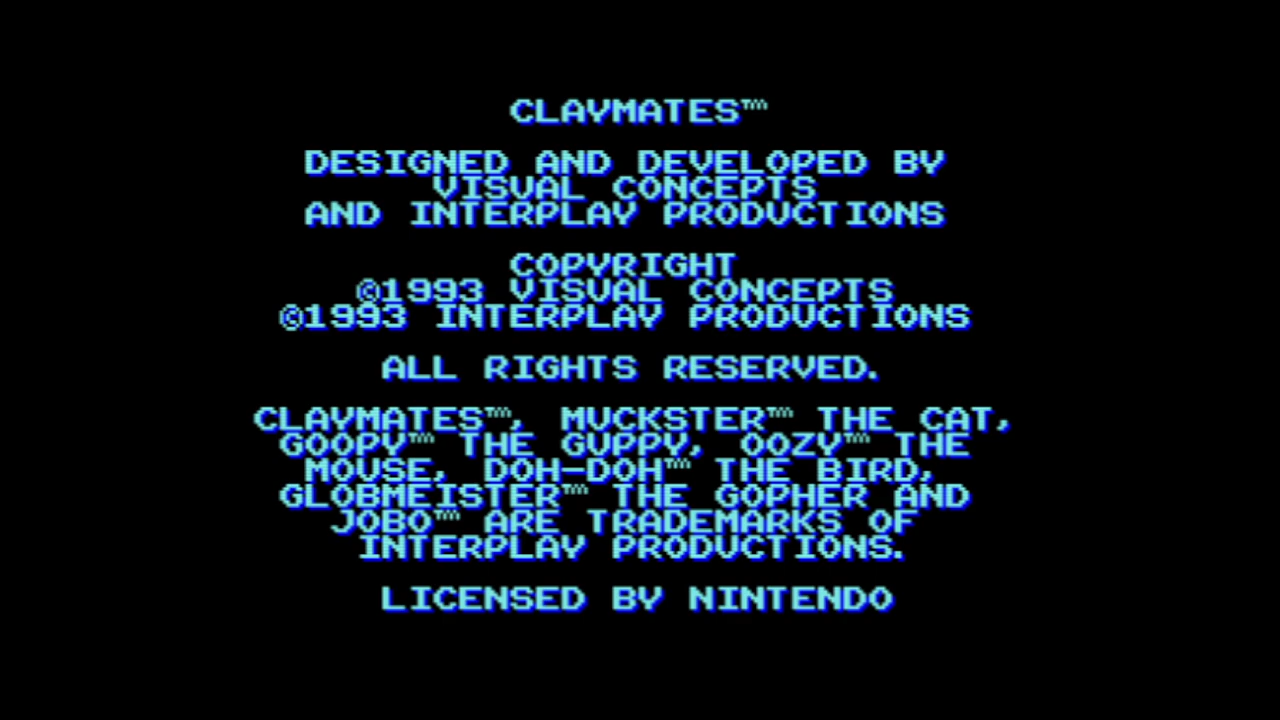 CLAYMATES™
DESIGNED AND DEVELOPED BY
VISUAL CONCEPTS
AND INTERPLAY PRODUCTIONS
COPYRIGHT
©1993 VISUAL CONCEPTS
©1993 INTERPLAY PRODUCTIONS
ALL RIGHTS RESERVED.
CLAYMATES™, MUCKSTER™ THE CAT,
GOOPY™ THE GUPPY, OOZY™ THE
MOUSE, DOH-DOH™ THE BIRD,
GLOBMEISTER™ THE GOPHER AND
JOBO™ ARE TRADEMARKS OF
INTERPLAY PRODUCTIONS.
LICENSED BY NINTENDO